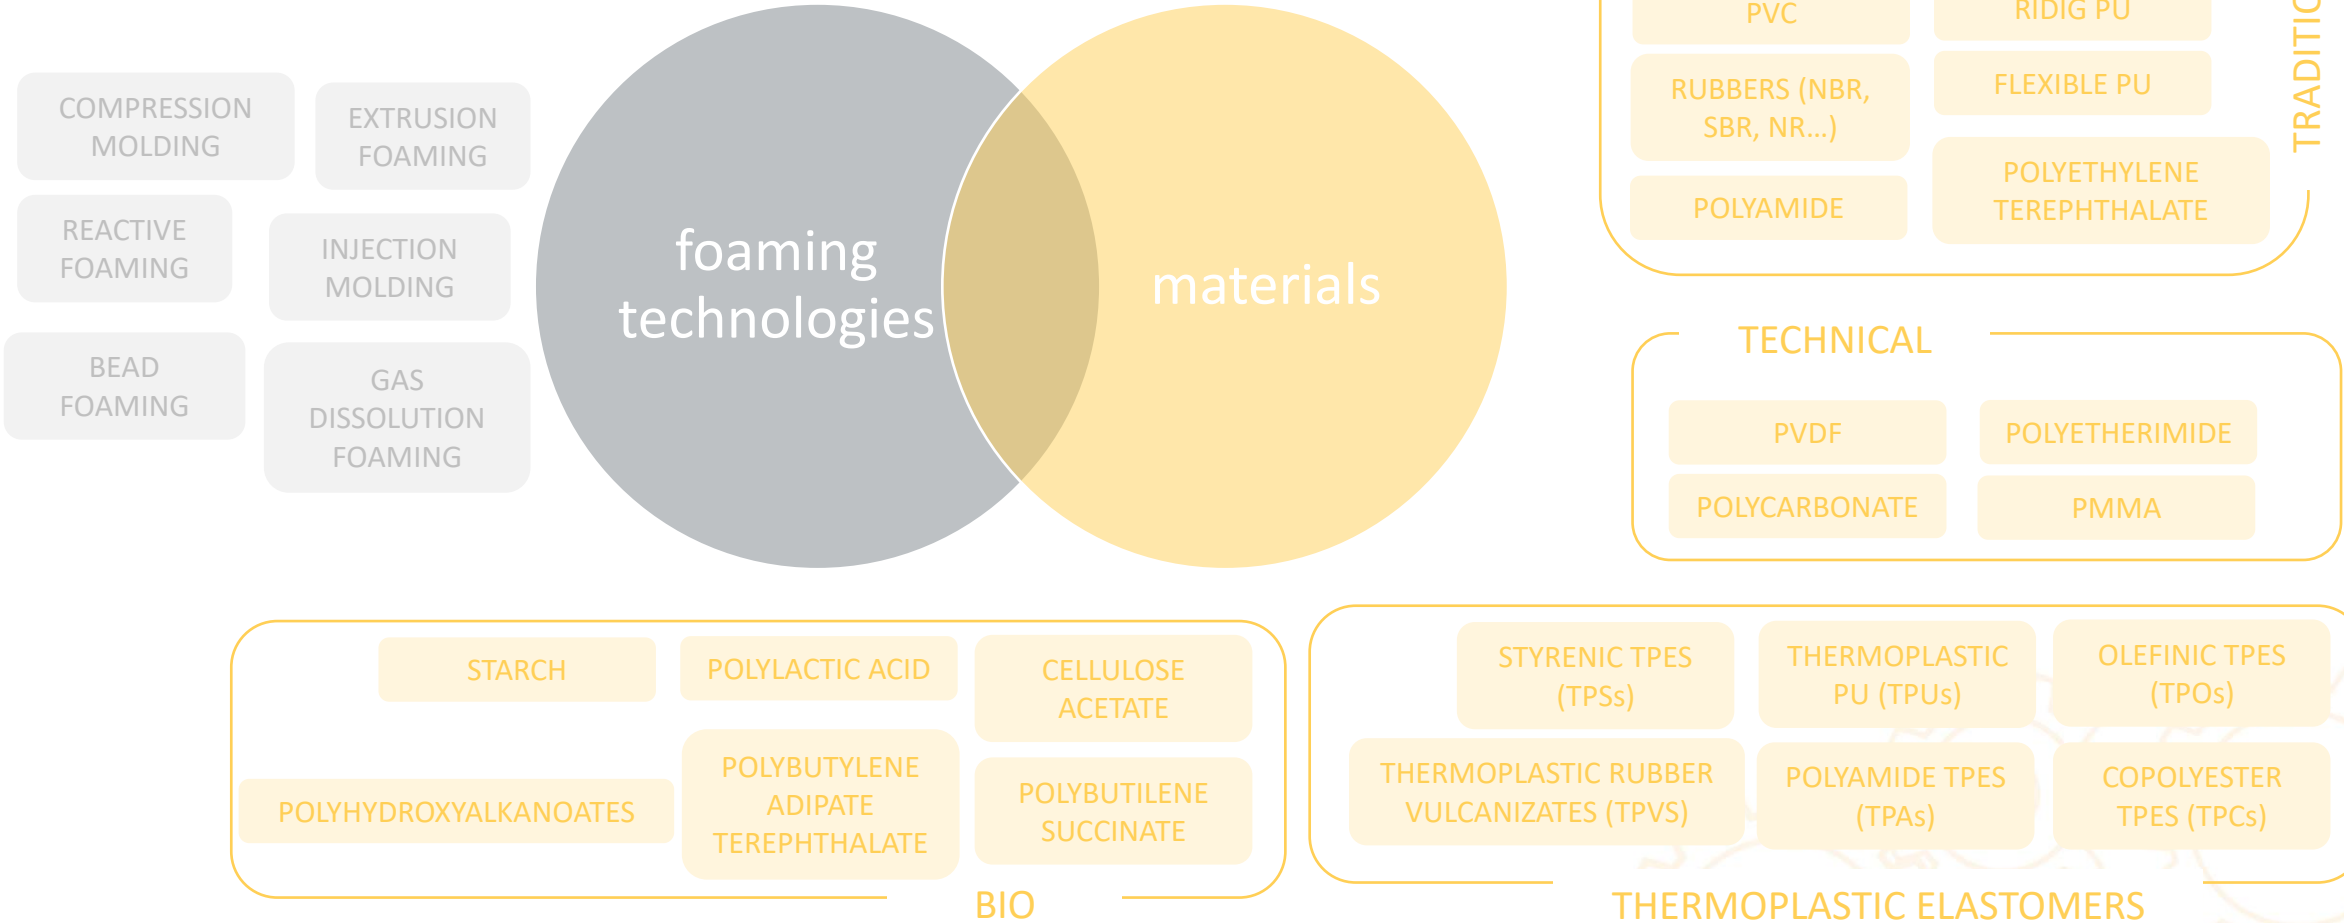 COMPRESSION
MOLDING
EXTRUSION
FOAMING
REACTIVE
FOAMING
INJECTION
MOLDING
BEAD
FOAMING
GAS
DISSOLUTION
FOAMING
foaming
technologies
materials
PVC
RIDIG PU
RUBBERS (NBR,
SBR, NR...)
FLEXIBLE PU
POLYAMIDE
POLYETHYLENE
TEREPHTHALATE
TRADITIO
TECHNICAL
PVDF
POLYETHERIMIDE
POLYCARBONATE
PMMA
STARCH
POLYLACTIC ACID
CELLULOSE
ACETATE
POLYHYDROXYALKANOATES
POLYBUTYLENE
ADIPATE
TEREPHTHALATE
POLYBUTILENE
SUCCINATE
BIO
STYRENIC TPES
(TPSs)
THERMOPLASTIC
PU (TPUs)
OLEFINIC TPES
(TPOs)
THERMOPLASTIC RUBBER
VULCANIZATES (TPVS)
POLYAMIDE TPES
(TPAs)
COPOLYESTER
TPES (TPCs)
THERMOPLASTIC ELASTOMERS